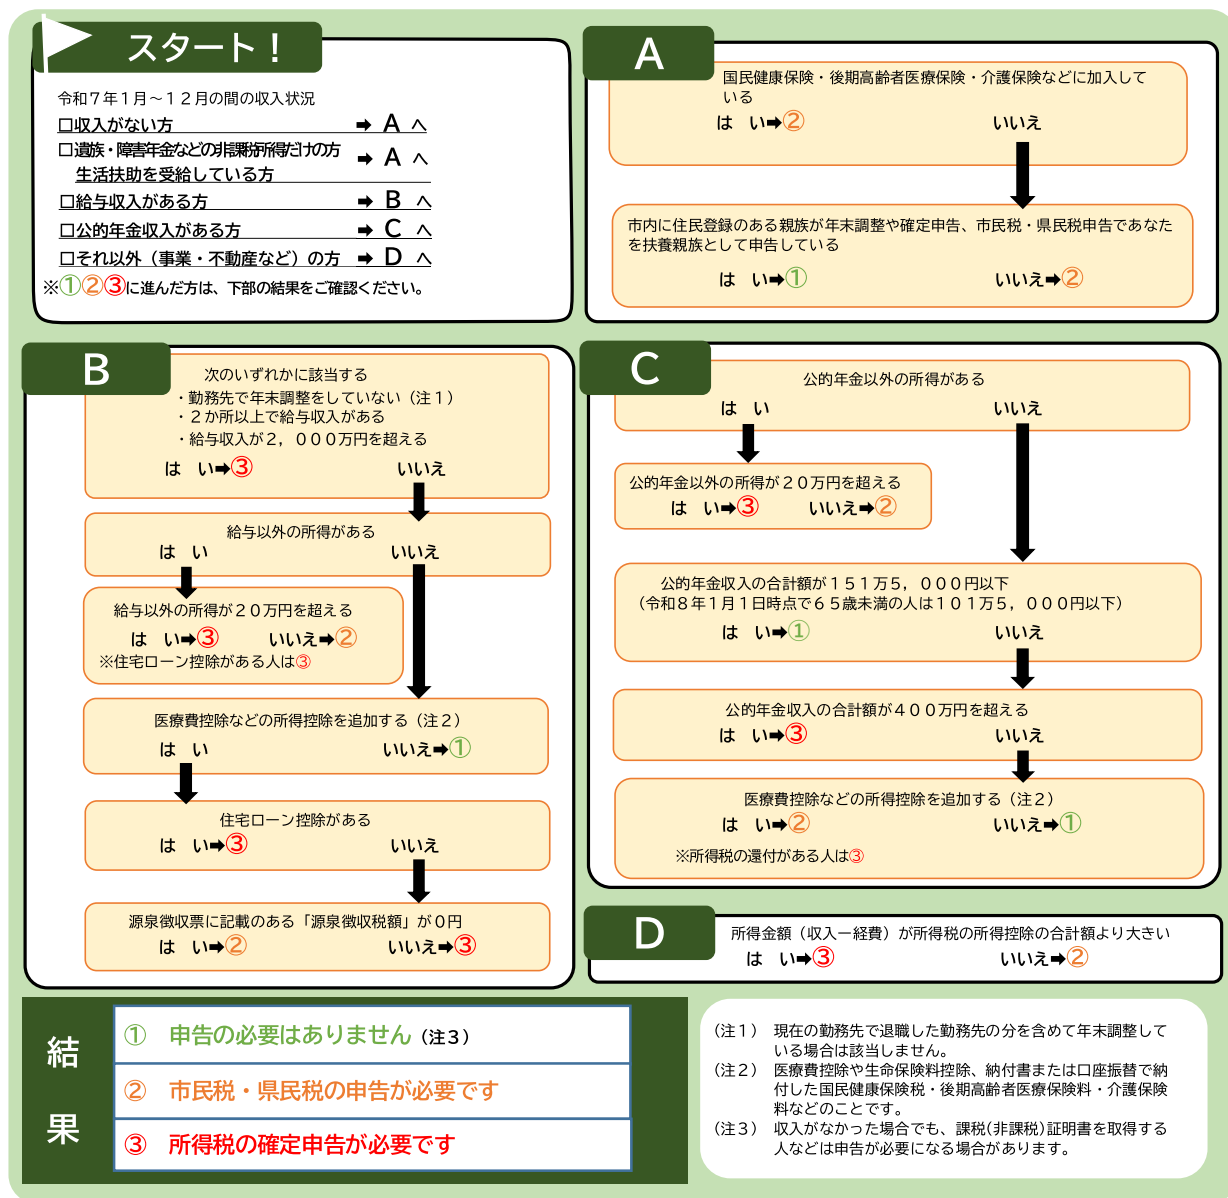 スタート！
令和７年１月～１２月の間の収入状況
□収入がない方 ➡ A へ
□遺族・障害年金などの非課税所得だけの方
生活扶助を受給している方 ➡ A へ
□給与収入がある方 ➡ B へ
□公的年金収入がある方 ➡ C へ
□それ以外（事業・不動産など）の方 ➡ D へ
※①②③に進んだ方は、下部の結果をご確認ください。
A
国民健康保険・後期高齢者医療保険・介護保険などに加入して
いる
は　い➡② いいえ
市内に住民登録のある親族が年末調整や確定申告、市民税・県民税申告であなた
を扶養親族として申告している
は　い➡① いいえ➡②
B
次のいずれかに該当する
・勤務先で年末調整をしていない（注１）
・２か所以上で給与収入がある
・給与収入が２，０００万円を超える
は　い➡③ いいえ
給与以外の所得がある
は　い いいえ
給与以外の所得が２０万円を超える
は　い➡③ いいえ➡②
※住宅ローン控除がある人は③
医療費控除などの所得控除を追加する（注２）
は　い いいえ➡①
住宅ローン控除がある
は　い➡③ いいえ
源泉徴収票に記載のある「源泉徴収税額」が０円
は　い➡② いいえ➡③
C
公的年金以外の所得がある
は　い いいえ
公的年金以外の所得が２０万円を超える
は　い➡③ いいえ➡②
公的年金収入の合計額が１５１万５，０００円以下
（令和８年１月１日時点で６５歳未満の人は１０１万５，０００円以下）
は　い➡① いいえ
公的年金収入の合計額が４００万円を超える
は　い➡③ いいえ
医療費控除などの所得控除を追加する（注２）
は　い➡② いいえ➡①
※所得税の還付がある人は③
D
所得金額（収入ー経費）が所得税の所得控除の合計額より大きい
は　い➡③ いいえ➡②
結果
①　申告の必要はありません（注３）
②　市民税・県民税の申告が必要です
③　所得税の確定申告が必要です
（注１）　現在の勤務先で退職した勤務先の分を含めて年末調整して
いる場合は該当しません。
（注２）　医療費控除や生命保険料控除、納付書または口座振替で納
付した国民健康保険税・後期高齢者医療保険料・介護保険
料などのことです。
（注３）　収入がなかった場合でも、課税(非課税)証明書を取得する
人などは申告が必要になる場合があります。